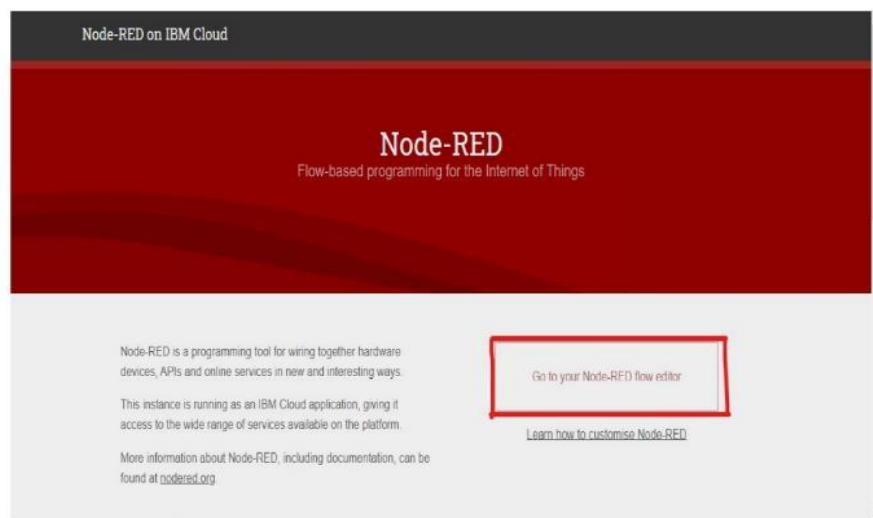 Node-RED on IBM Cloud
Node-RED
Flow-based programming for the Internet of Things
Node-RED is a programming tool for wiring together hardware
devices, APIs and online services in new and interesting ways.
This instance is running as an IBM Cloud application, giving it
access to the wide range of services available on the platform.
More information about Node-RED, including documentation, can be
found at nodered.org.
Go to your Node-RED flow editor
Learn how to customise Node-RED